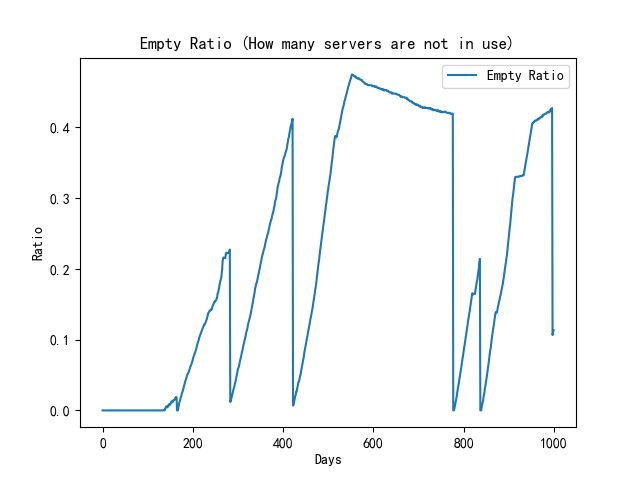 Empty Ratio (How many servers are not in use)
Empty Ratio
0.4
0.3
0.2
0.1
0.0
Ratio
0 200 400 600 800 1000
Days